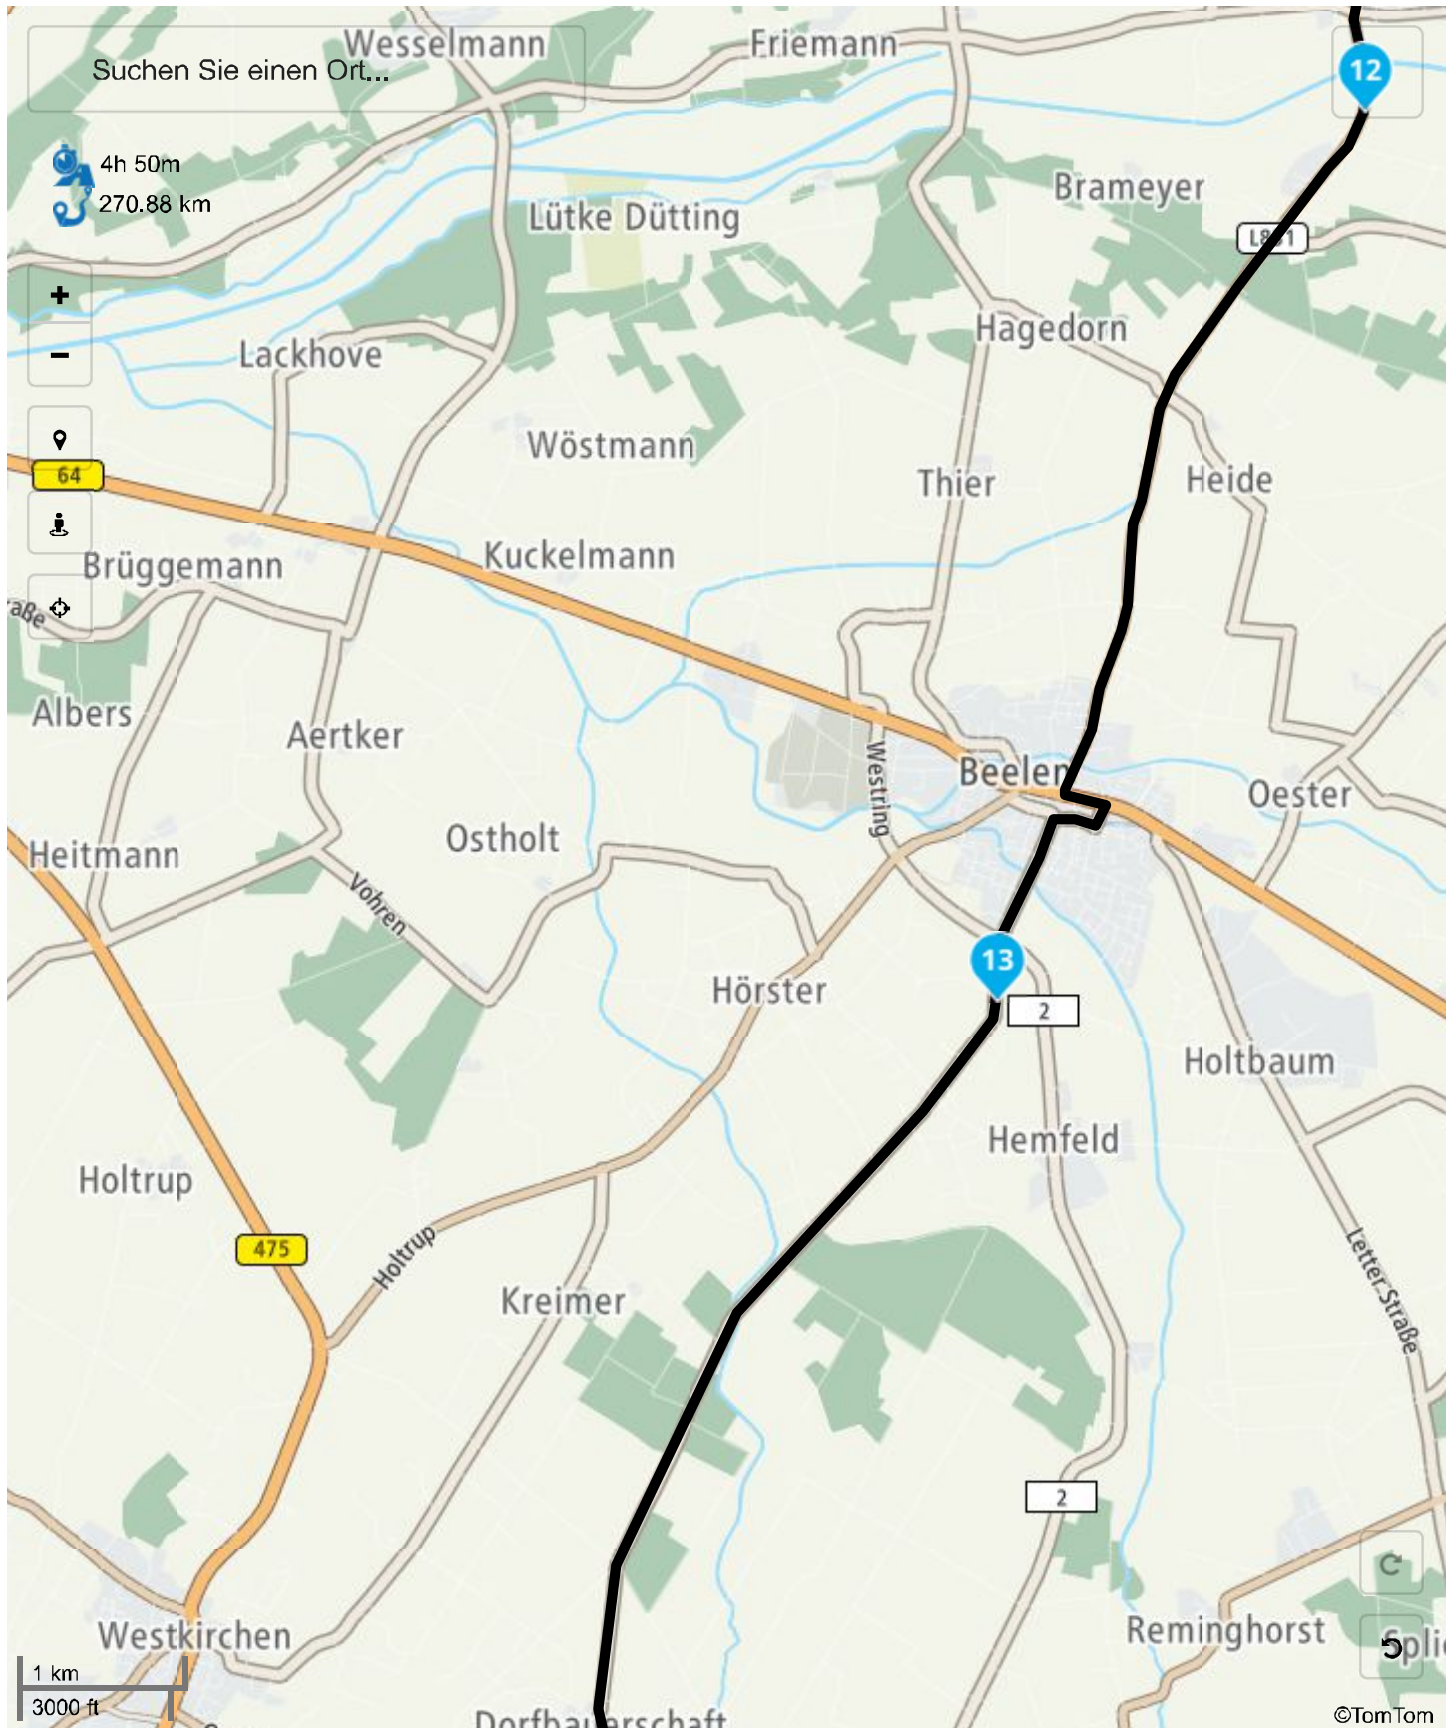 Wesselmann
Friemann
Suchen Sie einen Ort...
12
4h 50m
270.88 km
Brameyer
Lütke Dütting
+
Hagedorn
−
Lackhove
Wöstmann
64
Thier
Heide
Kuckelmann
Brüggemann
raße
Albers
Aertker
Westring
Beelen
Oester
Ostholt
Heitmann
Vohren
13
Hörster
2
Holtbaum
Hemfeld
Holtrup
475
Holtrup
Kreimer
Letter Straße
2
Westkirchen
Reminghorst
Splie
1 km
3000 ft
©TomTom